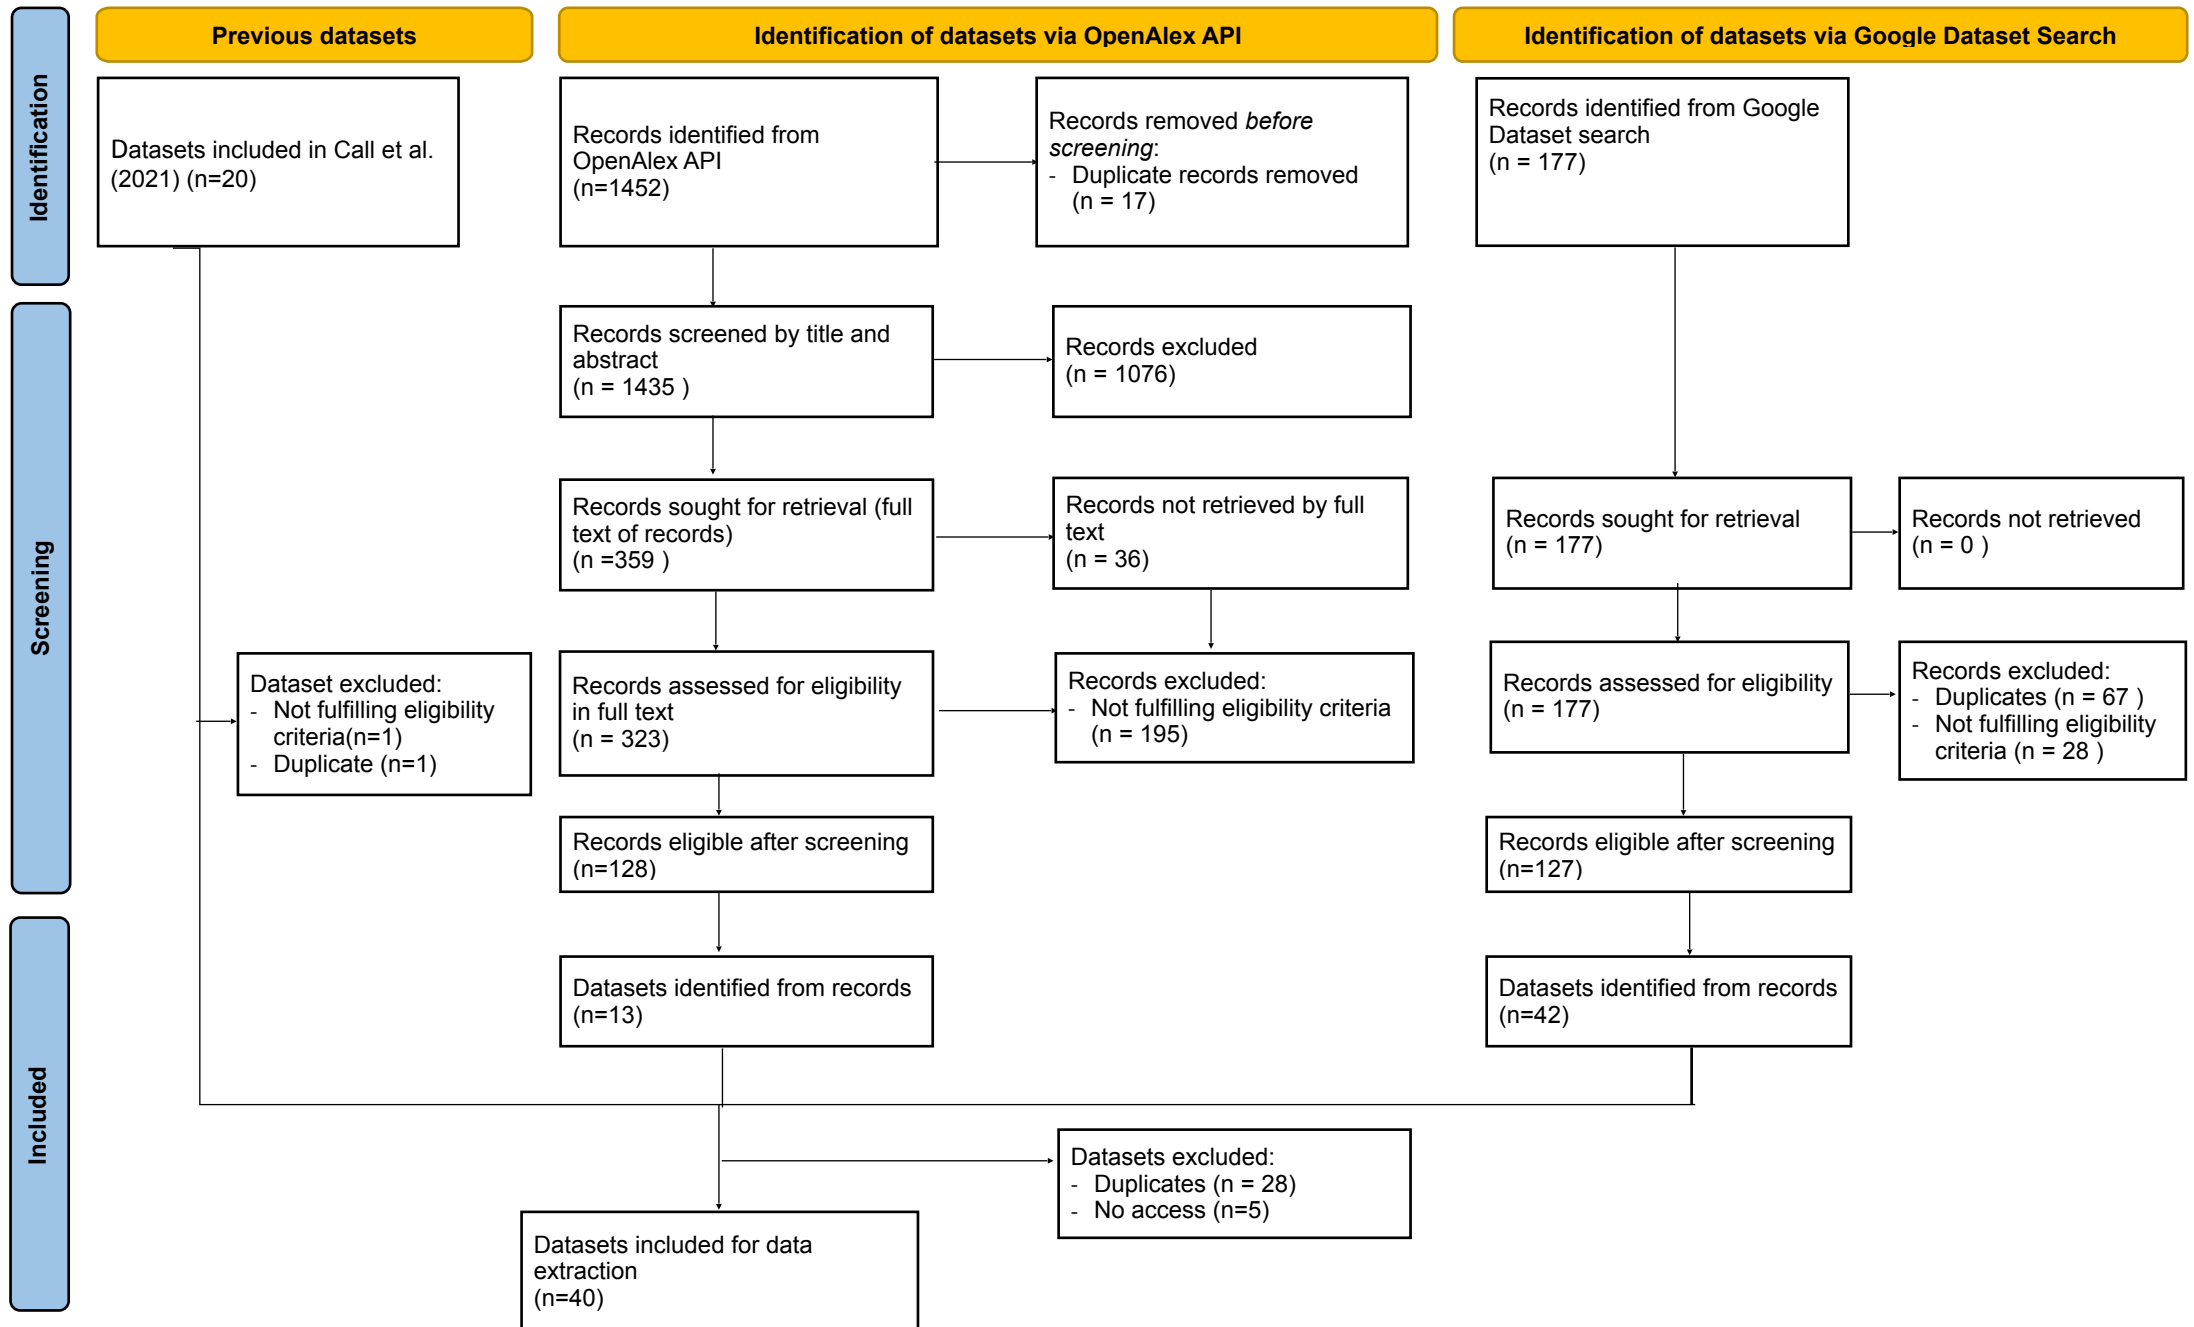 Previous datasets
Identification of datasets via OpenAlex API
Identification of datasets via Google Dataset Search
Identification
Datasets included in Call et al.
(2021) (n=20)
Records identified from
OpenAlex API
(n=1452)
Records removed before
screening:
- Duplicate records removed
(n = 17)
Records identified from Google
Dataset search
(n = 177)
Screening
Records screened by title and
abstract
(n = 1435 )
Records excluded
(n = 1076)
Records sought for retrieval (full
text of records)
(n =359 )
Records not retrieved by full
text
(n = 36)
Records sought for retrieval
(n = 177)
Records not retrieved
(n = 0 )
Dataset excluded:
- Not fulfilling eligibility
criteria(n=1)
- Duplicate (n=1)
Records assessed for eligibility
in full text
(n = 323)
Records excluded:
- Not fulfilling eligibility criteria
(n = 195)
Records assessed for eligibility
(n = 177)
Records excluded:
- Duplicates (n = 67 )
- Not fulfilling eligibility
criteria (n = 28 )
Records eligible after screening
(n=128)
Records eligible after screening
(n=127)
Included
Datasets identified from records
(n=13)
Datasets identified from records
(n=42)
Datasets excluded:
- Duplicates (n = 28)
- No access (n=5)
Datasets included for data
extraction
(n=40)